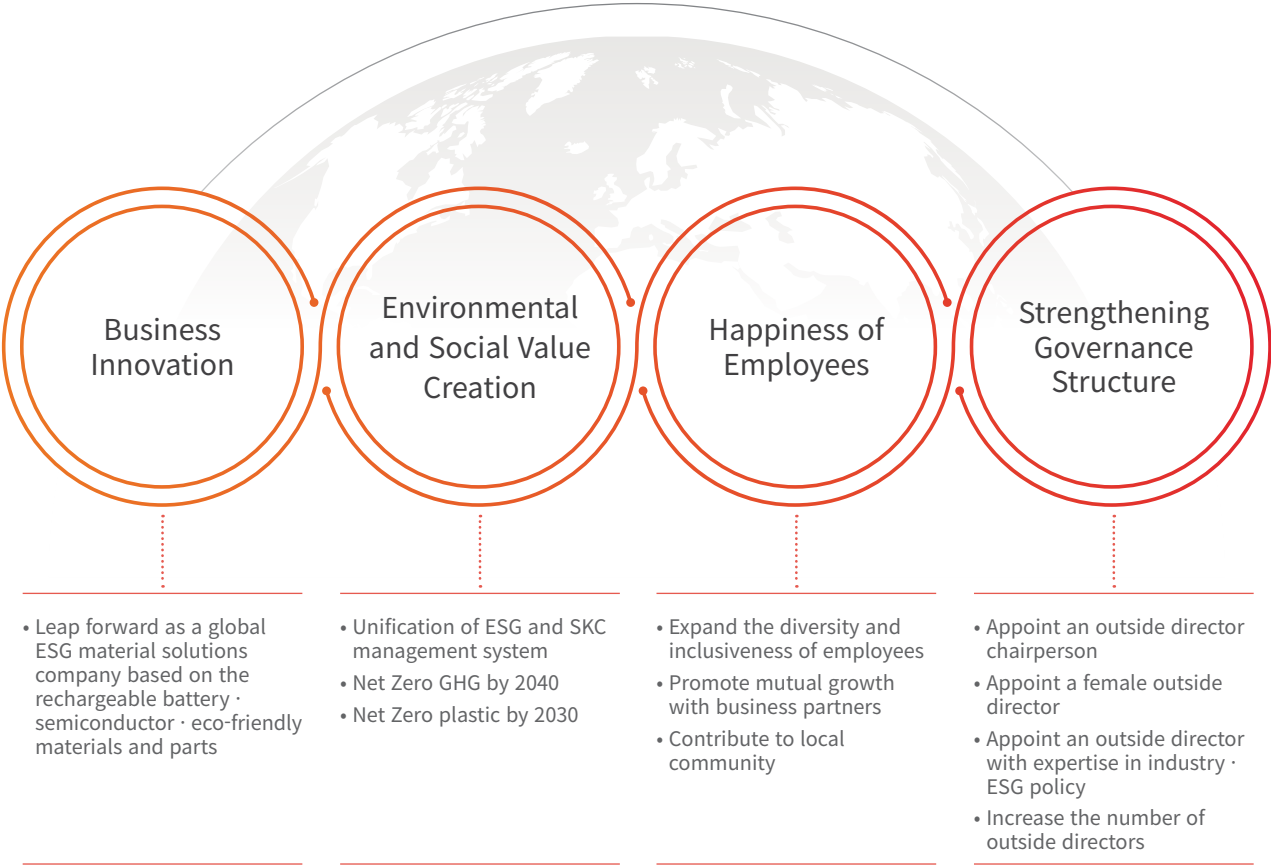 Business
Innovation
Environmental
and Social Value
Creation
Happiness of
Employees
Strengthening
Governance
Structure
• Leap forward as a global
ESG material solutions
company based on the
rechargeable battery ·
semiconductor · eco-friendly
materials and parts
• Unification of ESG and SKC
management system
• Net Zero GHG by 2040
• Net Zero plastic by 2030
• Expand the diversity and
inclusiveness of employees
• Promote mutual growth
with business partners
• Contribute to local
community
• Appoint an outside director
chairperson
• Appoint a female outside
director
• Appoint an outside director
with expertise in industry ·
ESG policy
• Increase the number of
outside directors